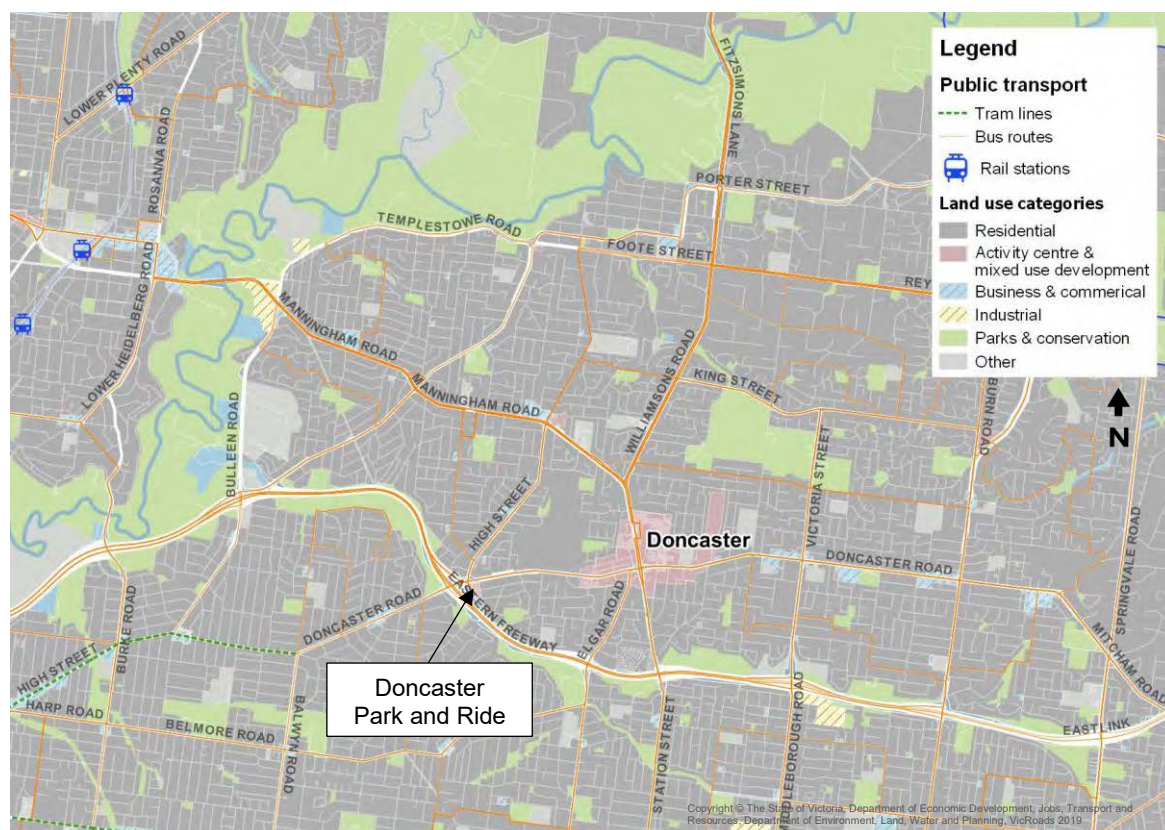 LOWER PLENTY ROAD
ROSANNA ROAD
FITZSIMONS LANE
PORTER STREET
TEMPLESTOWE ROAD
FOOTE STREET
REY
LOWER HEIDELBERG ROAD
MANNINGHAM ROAD
MANNINGHAM ROAD
BULLEEN ROAD
WILLIAMSONS ROAD
KING STREET
BURN ROAD
VICTORIA STREET
HIGH STREET
Doncaster
DONCASTER ROAD
SPRINGVALE ROAD
MITCHAM ROAD
EASTERN FREEWAY
DONCASTER ROAD
ELGAR ROAD
BURKE ROAD
HIGH STREET
HARP ROAD
BELMORE ROAD
BALWYN ROAD
STATION STREET
MIDDLEBOROUGH ROAD
EASTLINK
Doncaster
Park and Ride
Legend
Public transport
Tram lines
Bus routes
Rail stations
Land use categories
Residential
Activity centre &
mixed use development
Business & commerical
Industrial
Parks & conservation
Other
N
Copyright © The State of Victoria, Department of Economic Development, Jobs, Transport and
Resources, Department of Environment, Land, Water and Planning, VicRoads 2019